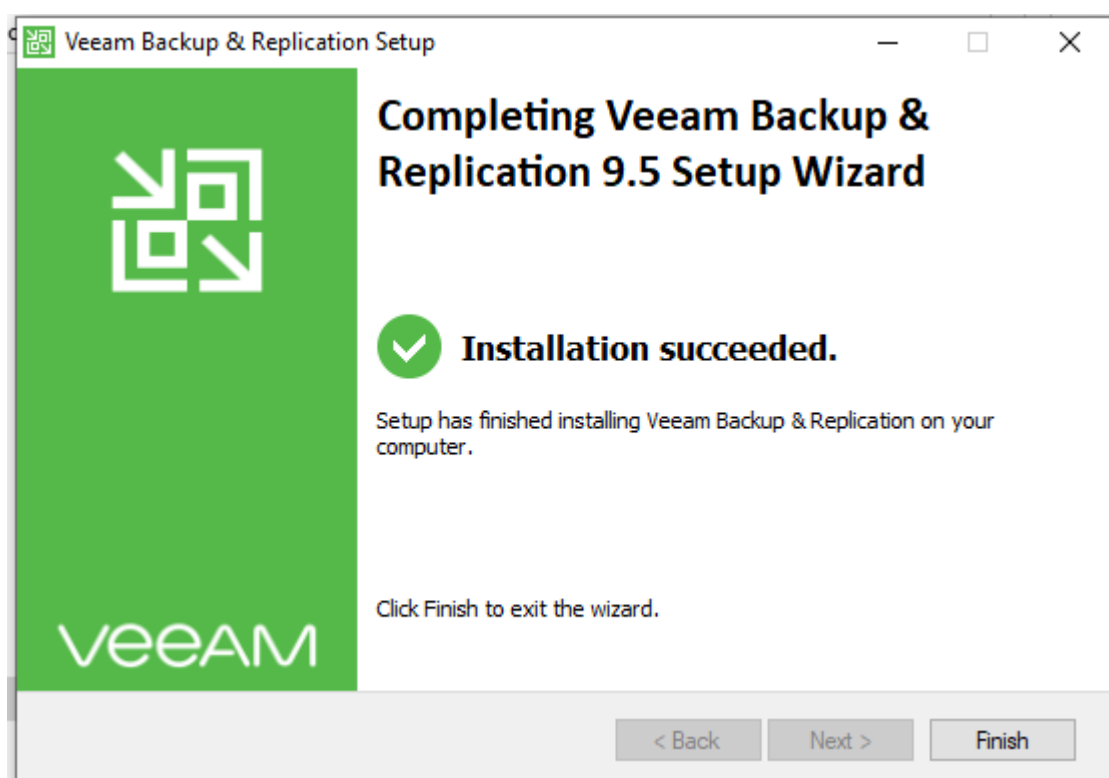 Veeam Backup & Replication Setup
Completing Veeam Backup &
Replication 9.5 Setup Wizard
Installation succeeded.
Setup has finished installing Veeam Backup & Replication on your
computer.
Click Finish to exit the wizard.
veeAM
< Back Next > Finish